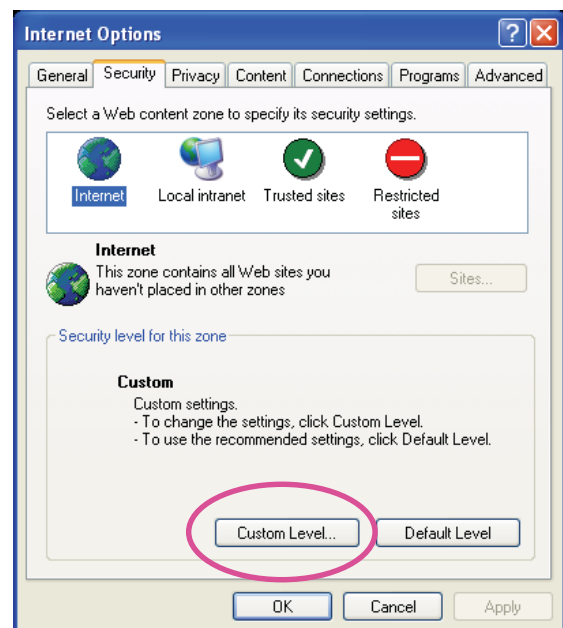 Internet Options
General Security Privacy Content Connections Programs Advanced
Select a Web content zone to specify its security settings.
Internet Local intranet Trusted sites Restricted sites
Internet
This zone contains all Web sites you
haven't placed in other zones
Sites...
Security level for this zone
Custom
Custom settings.
- To change the settings, click Custom Level.
- To use the recommended settings, click Default Level.
Custom Level... Default Level
OK Cancel Apply